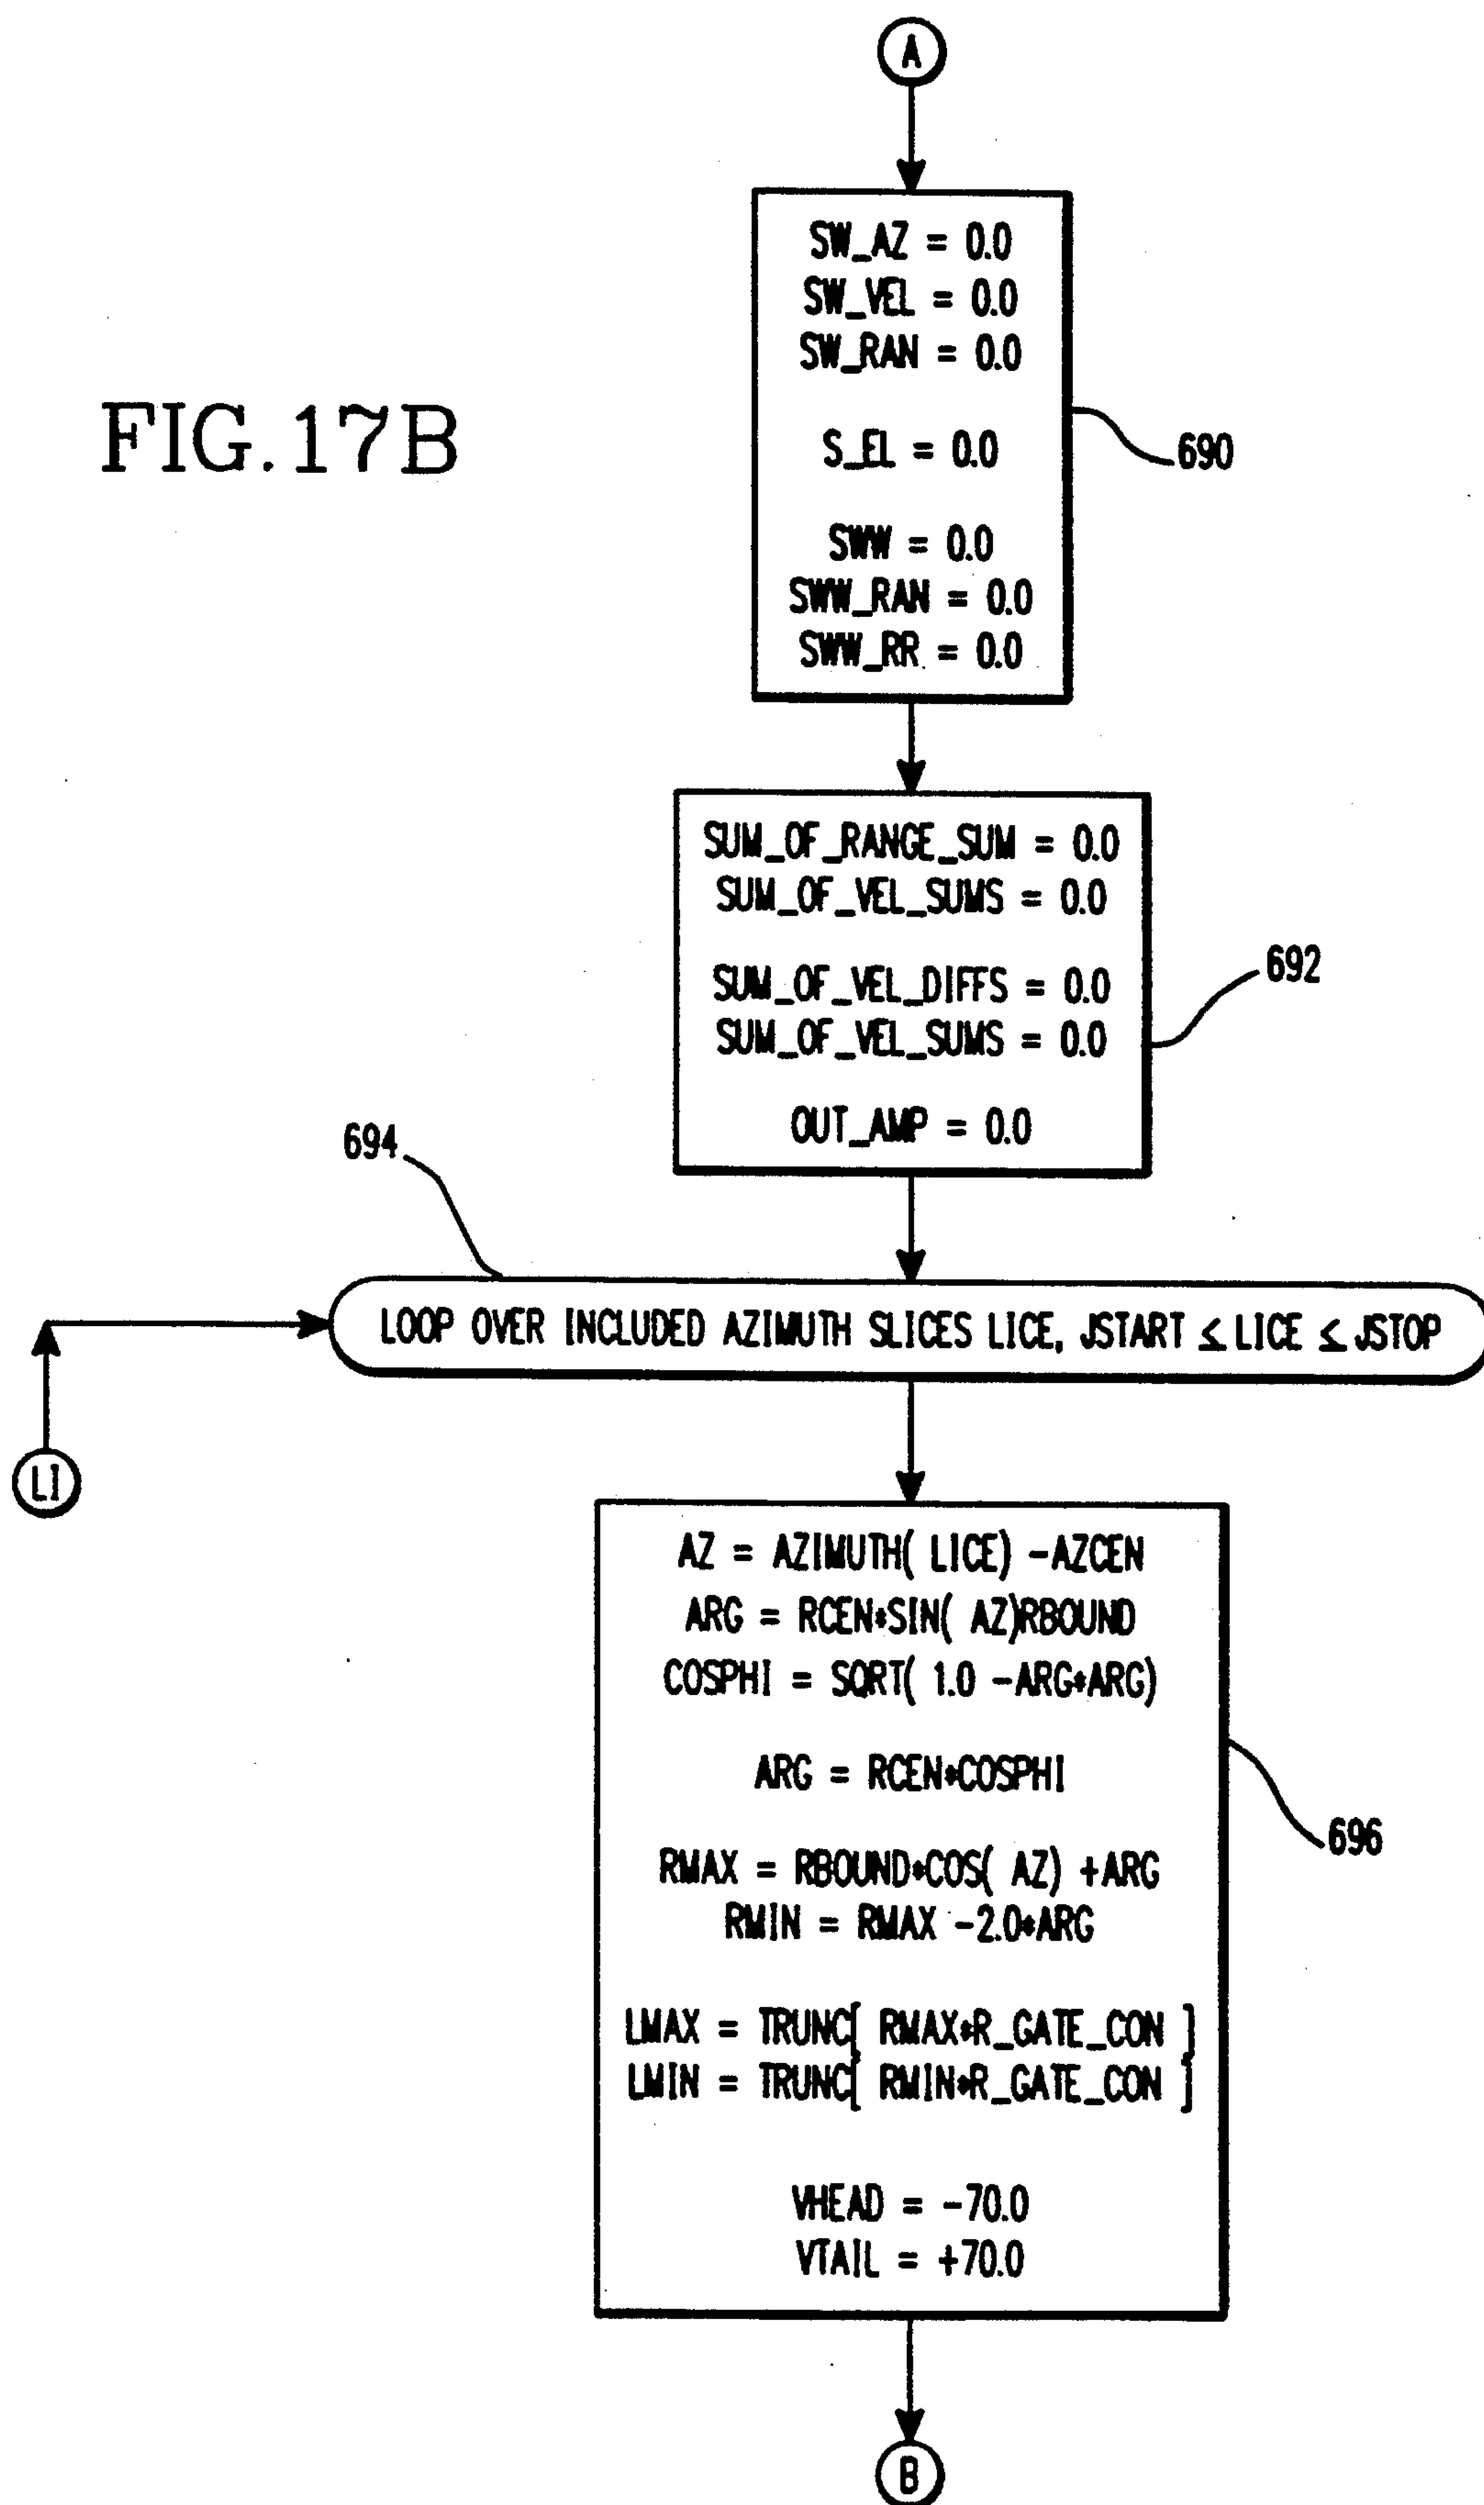 A
SW_AZ = 0.0
SW_VEL = 0.0
SW_RAN = 0.0
S_EL = 0.0
SWW = 0.0
SWW_RAN = 0.0
SWW_RR = 0.0
690
FIG. 17B
SUM_OF_RANGE_SUM = 0.0
SUM_OF_VEL_SUMS = 0.0
SUM_OF_VEL_DIFFS = 0.0
SUM_OF_VEL_SUMS = 0.0
OUT_AMP = 0.0
692
694
LOOP OVER INCLUDED AZIMUTH SLICES LICE, JSTART ≤ LICE ≤ JSTOP
LI
AZ = AZIMUTH( LICE) -AZCEN
ARG = RCEN*SIN( AZ)RBOUND
COSPHI = SQRT( 1.0 -ARG*ARG)
ARG = RCEN*COSPHI
RMAX = RBOUND*COS( AZ) +ARG
RMIN = RMAX -2.0*ARG
LMAX = TRUNC[ RMAX*R_GATE_CON ]
LMIN = TRUNC[ RMIN*R_GATE_CON ]
VHEAD = -70.0
VTAIL = +70.0
696
B